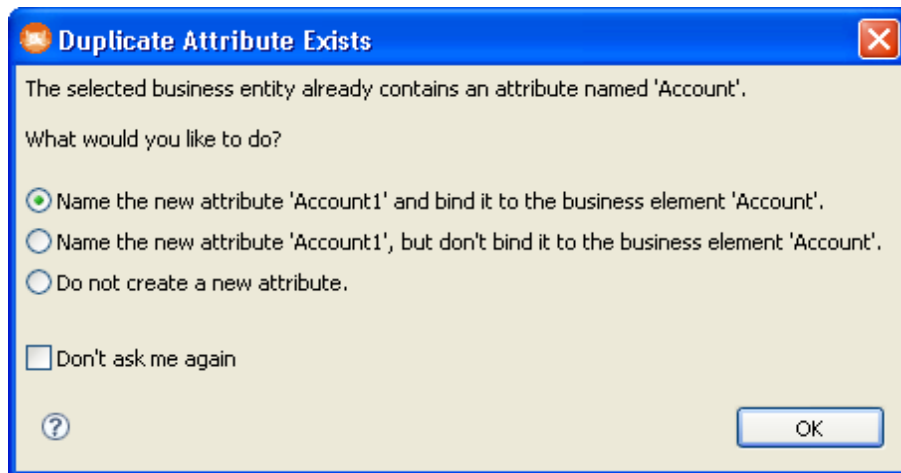 Duplicate Attribute Exists
The selected business entity already contains an attribute named 'Account'.
What would you like to do?
Name the new attribute 'Account1' and bind it to the business element 'Account'.
Name the new attribute 'Account1', but don't bind it to the business element 'Account'.
Do not create a new attribute.
Don't ask me again
?
OK